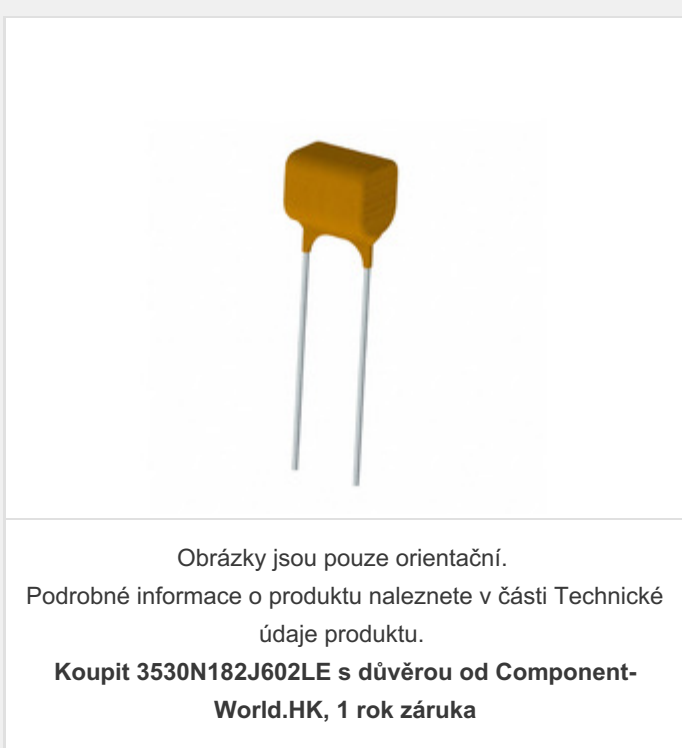 Obrázky jsou pouze orientační.
Podrobné informace o produktu naleznete v části Technické
údaje produktu.
Koupit 3530N182J602LE s důvěrou od Component-
World.HK, 1 rok záruka